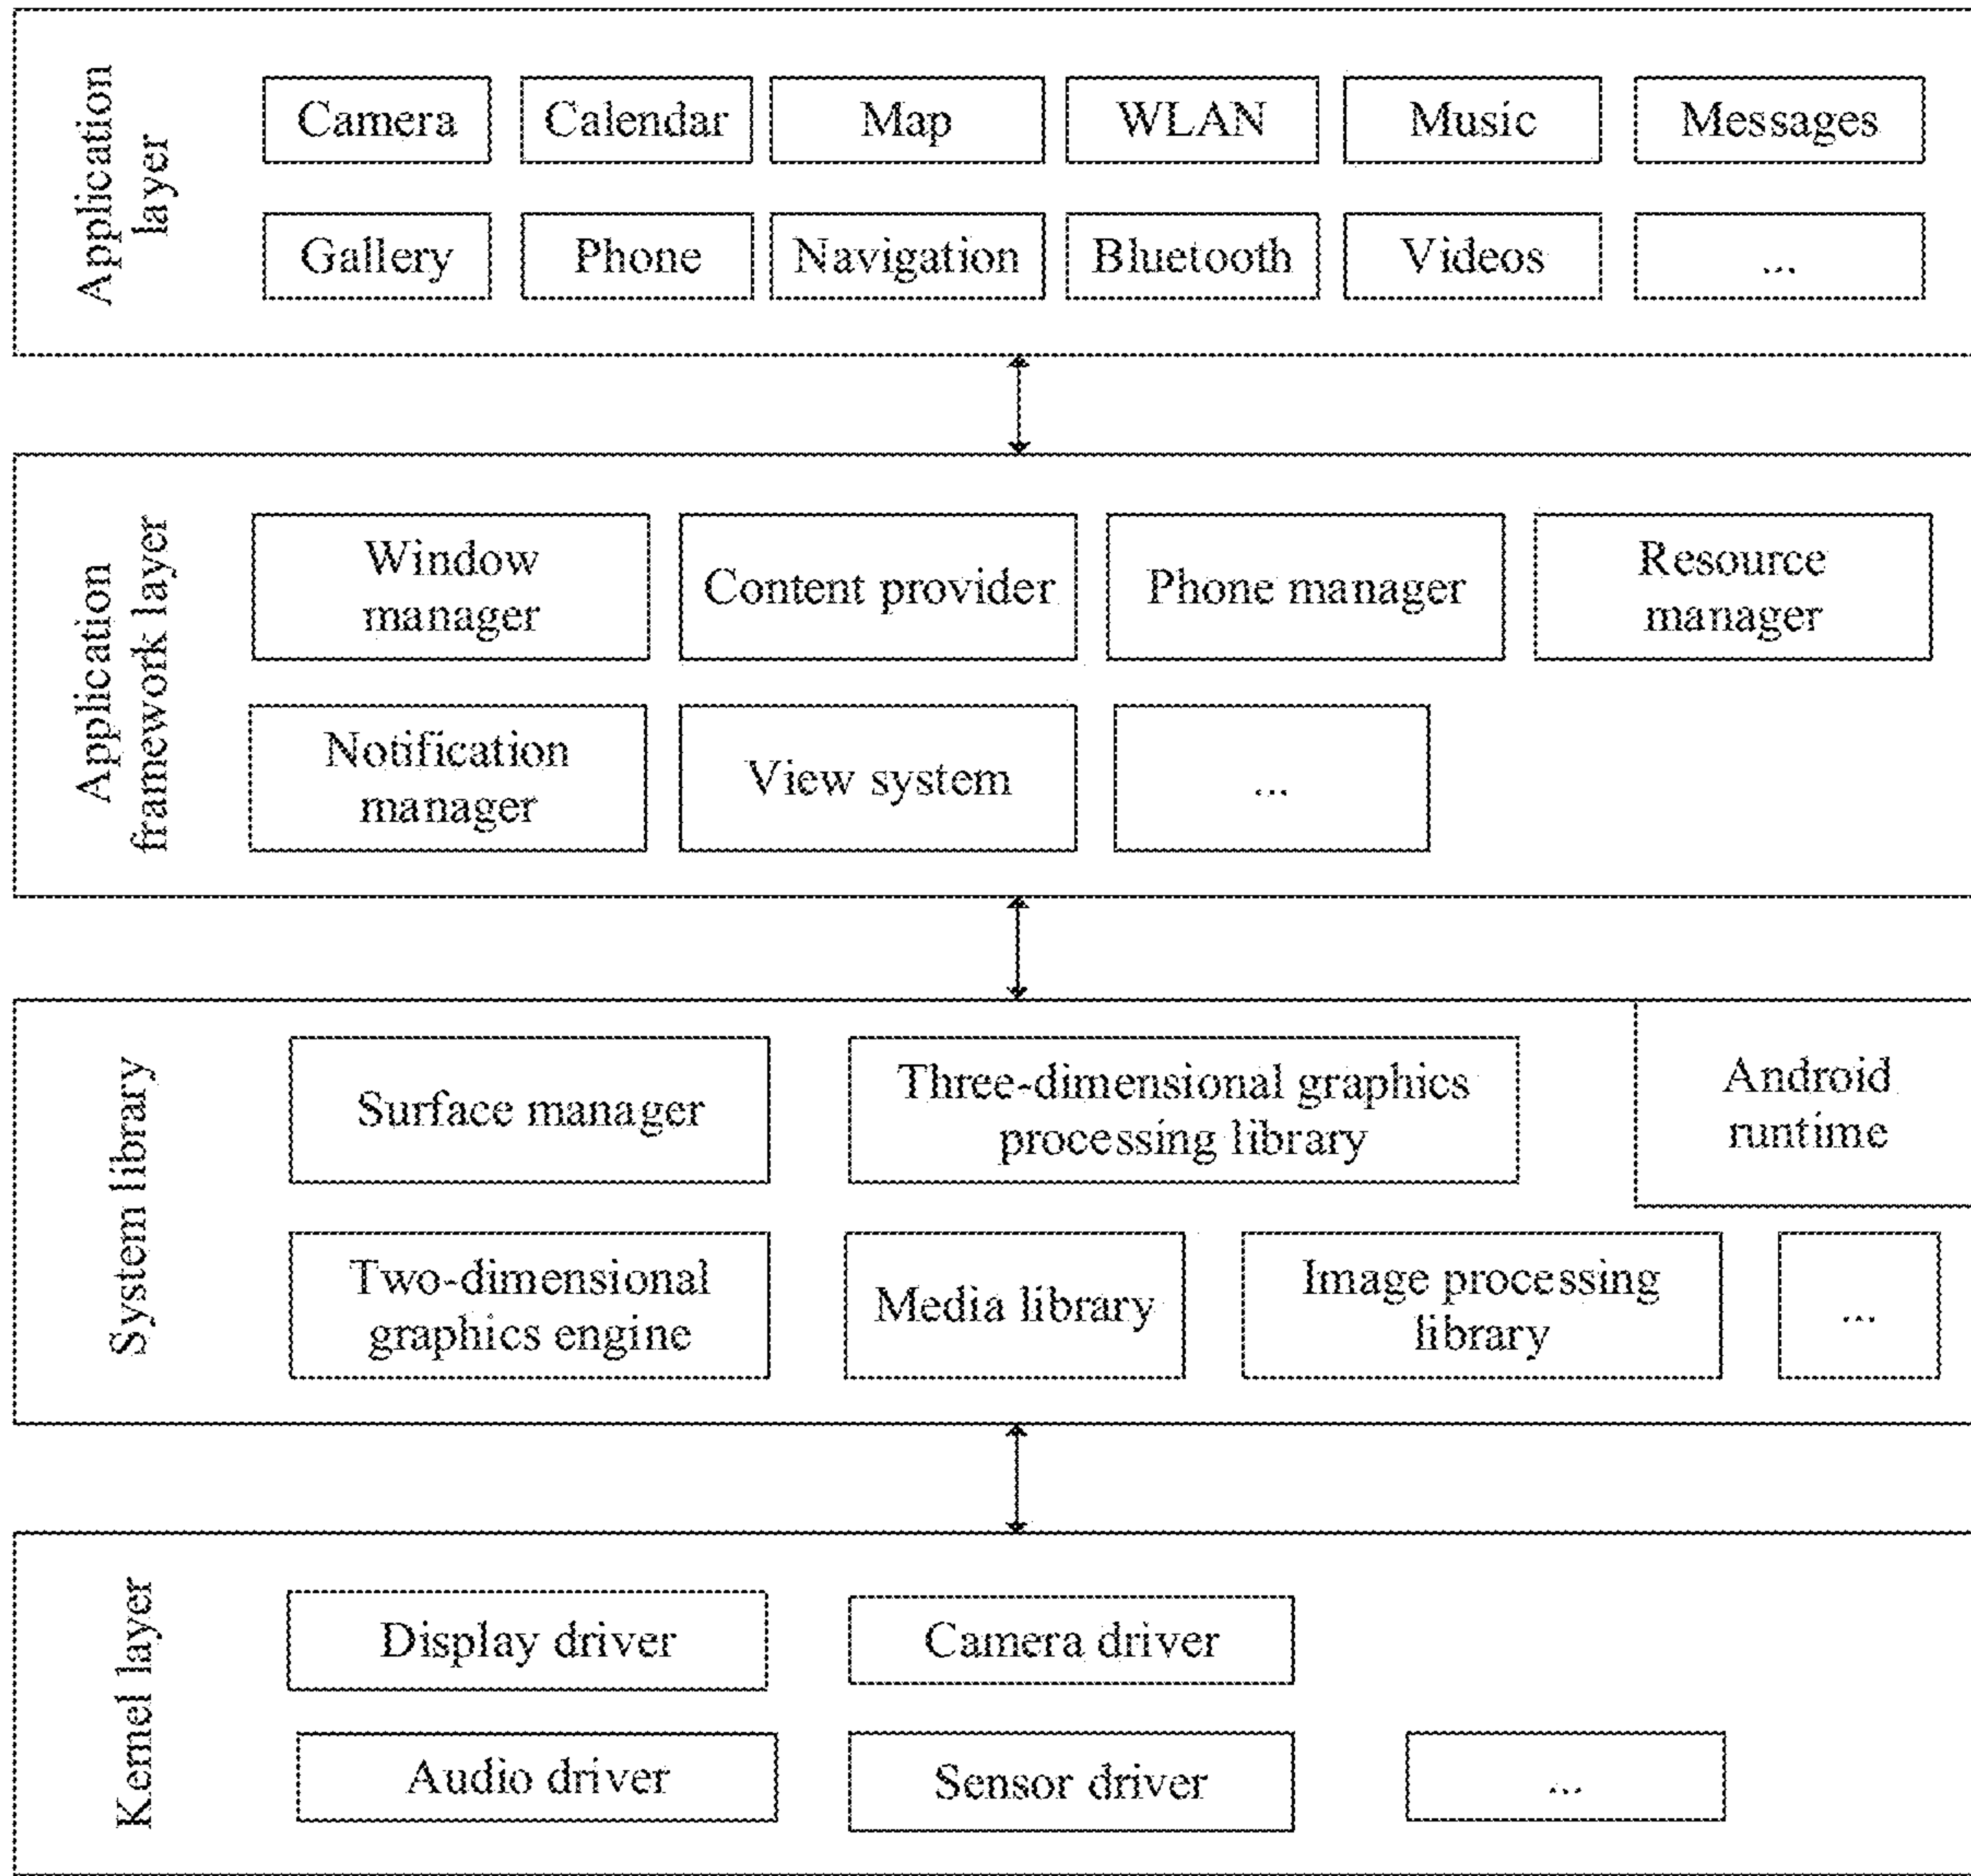 Application
layer
Camera
Calendar
Map
WLAN
Music
Messages
Gallery
Phone
Navigation
Bluetooth
Videos
...
Application
framework layer
Window
manager
Content provider
Phone manager
Resource
manager
Notification
manager
View system
...
System library
Surface manager
Three-dimensional graphics
processing library
Android
runtime
Two-dimensional
graphics engine
Media library
Image processing
library
...
Kernel layer
Display driver
Camera driver
Audio driver
Sensor driver
...